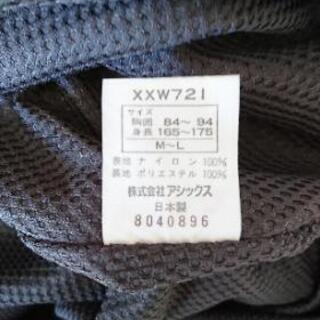 XXW721
サイズ
胸囲 84〜94
身長 165〜175
M〜L
表地 ナイロン 100%
裏地 ポリエステル 100%
株式会社アシックス
日本製
8040896